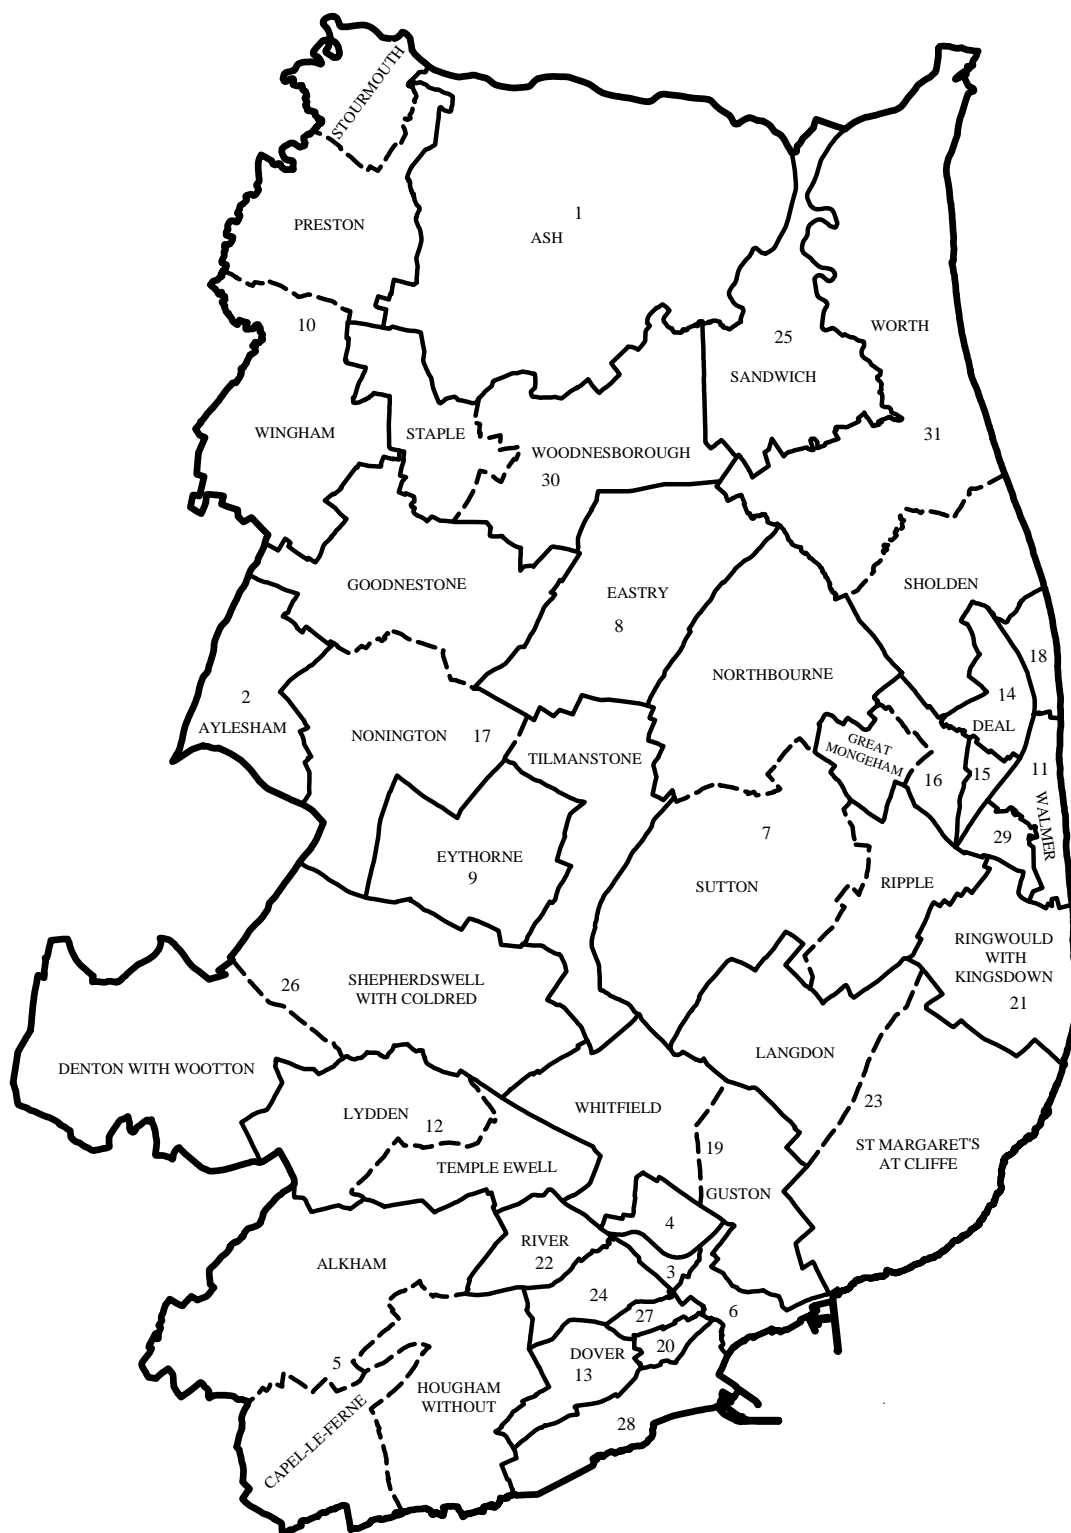 STOURMOUTH
PRESTON
1
ASH
10
WORTH
25
SANDWICH
WINGHAM
STAPLE
31
WOODNESBOROUGH
30
GOODNESTONE
EASTRY
8
SHOLDEN
18
NORTHBOURNE
2
AYLESHAM
14
DEAL
NONINGTON
17
TILMANSTONE
GREAT
MONGEHAM
16
15
11
WALMER
7
29
EYTHORNE
9
SUTTON
RIPPLE
RINGWOULD
WITH
KINGSDOWN
21
26
SHEPHERDSWELL
WITH COLDRED
DENTON WITH WOOTTON
LANGDON
LYDDEN
12
WHITFIELD
23
ST MARGARET'S
AT CLIFFE
TEMPLE EWELL
19
GUSTON
4
RIVER
22
ALKHAM
3
24
27
6
5
DOVER
13
20
HOUGHAM
WITHOUT
CAPEL-LE-FERNE
28